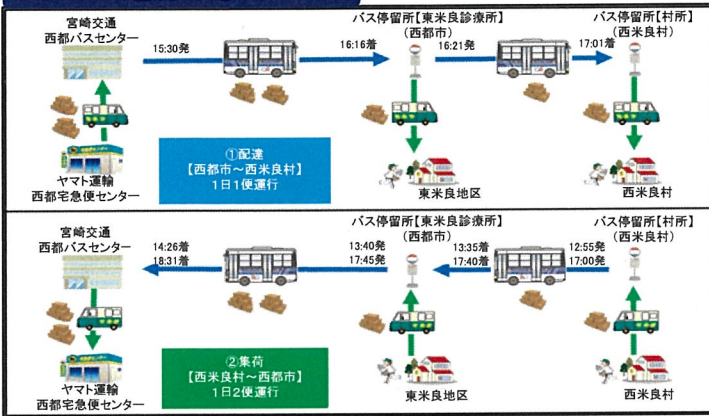 宮崎交通
西都バスセンター
15:30発
16:16着
バス停留所【東米良診療所】
(西都市)
16:21発
17:01着
バス停留所【村所】
(西米良村)
①配達
【西都市~西米良村】
1日1便運行
ヤマト運輸
西都宅急便センター
東米良地区
西米良村
宮崎交通
西都バスセンター
14:26着
18:31着
13:40発
17:45発
バス停留所【東米良診療所】
(西都市)
13:35着
17:40着
12:55発
17:00発
バス停留所【村所】
(西米良村)
②集荷
【西米良村~西都市】
1日2便運行
ヤマト運輸
西都宅急便センター
東米良地区
西米良村